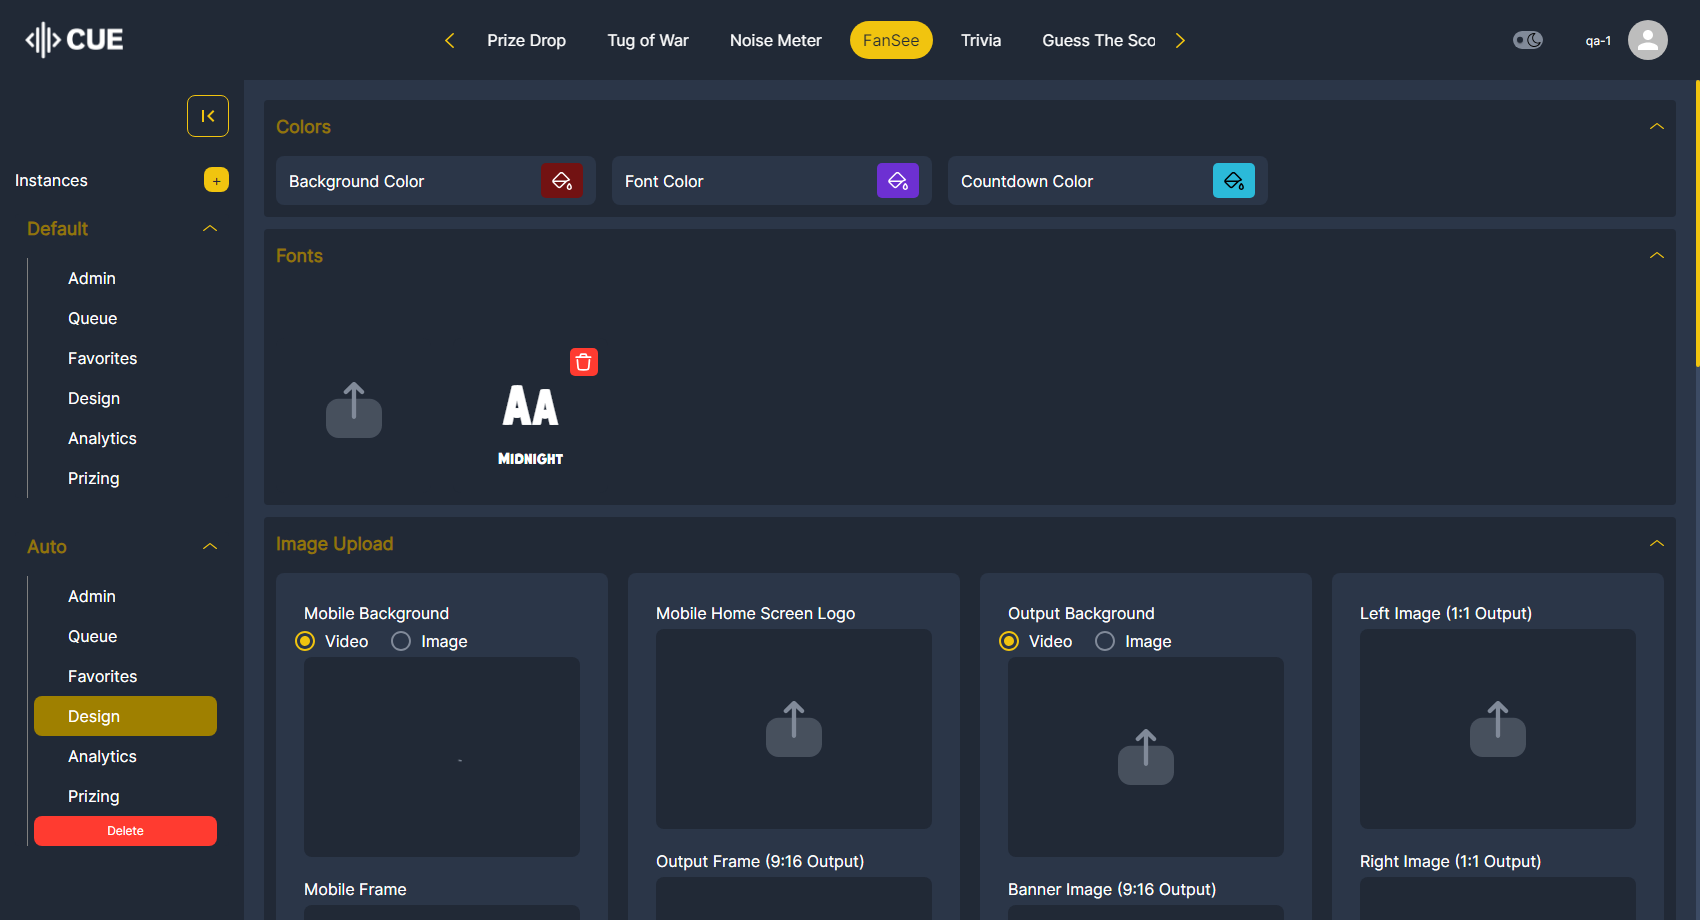 CUE
Prize Drop
Tug of War
Noise Meter
FanSee
Trivia
Guess The Sco
qa-1
Instances
+
Default
Admin
Queue
Favorites
Design
Analytics
Prizing
Auto
Admin
Queue
Favorites
Design
Analytics
Prizing
Delete
Colors
Background Color
Font Color
Countdown Color
Fonts
AA
MIDNIGHT
Image Upload
Mobile Background
Video
Image
Mobile Frame
Mobile Home Screen Logo
Output Frame (9:16 Output)
Output Background
Video
Image
Banner Image (9:16 Output)
Left Image (1:1 Output)
Right Image (1:1 Output)